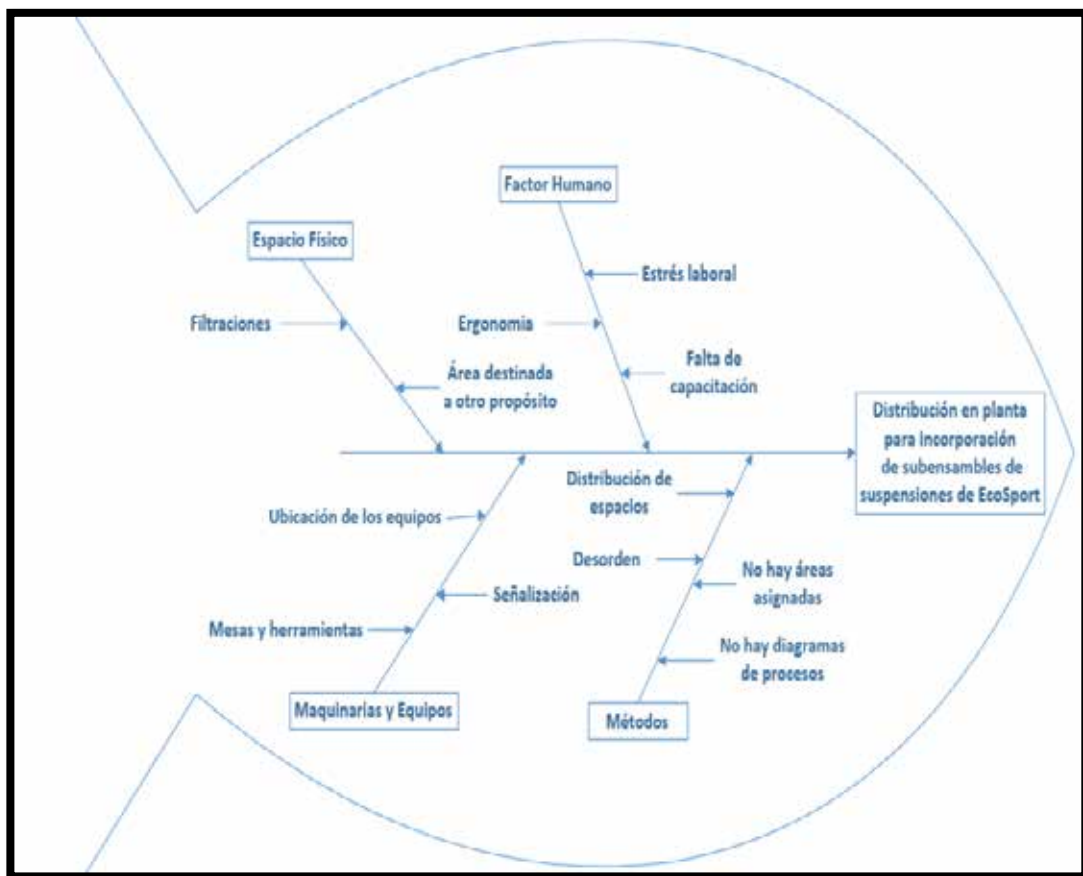 Factor Humano
Espacio Físico
Estrés laboral
Filtraciones
Ergonomia
Falta de
capacitación
Área destinada
a otro propósito
Distribución en planta
para incorporación
de subensambles de
suspensiones de EcoSport
Distribución de
espacios
Ubicación de los equipos
Desorden
No hay áreas
asignadas
Señalización
Mesas y herramientas
No hay diagramas
de procesos
Maquinarias y Equipos
Métodos